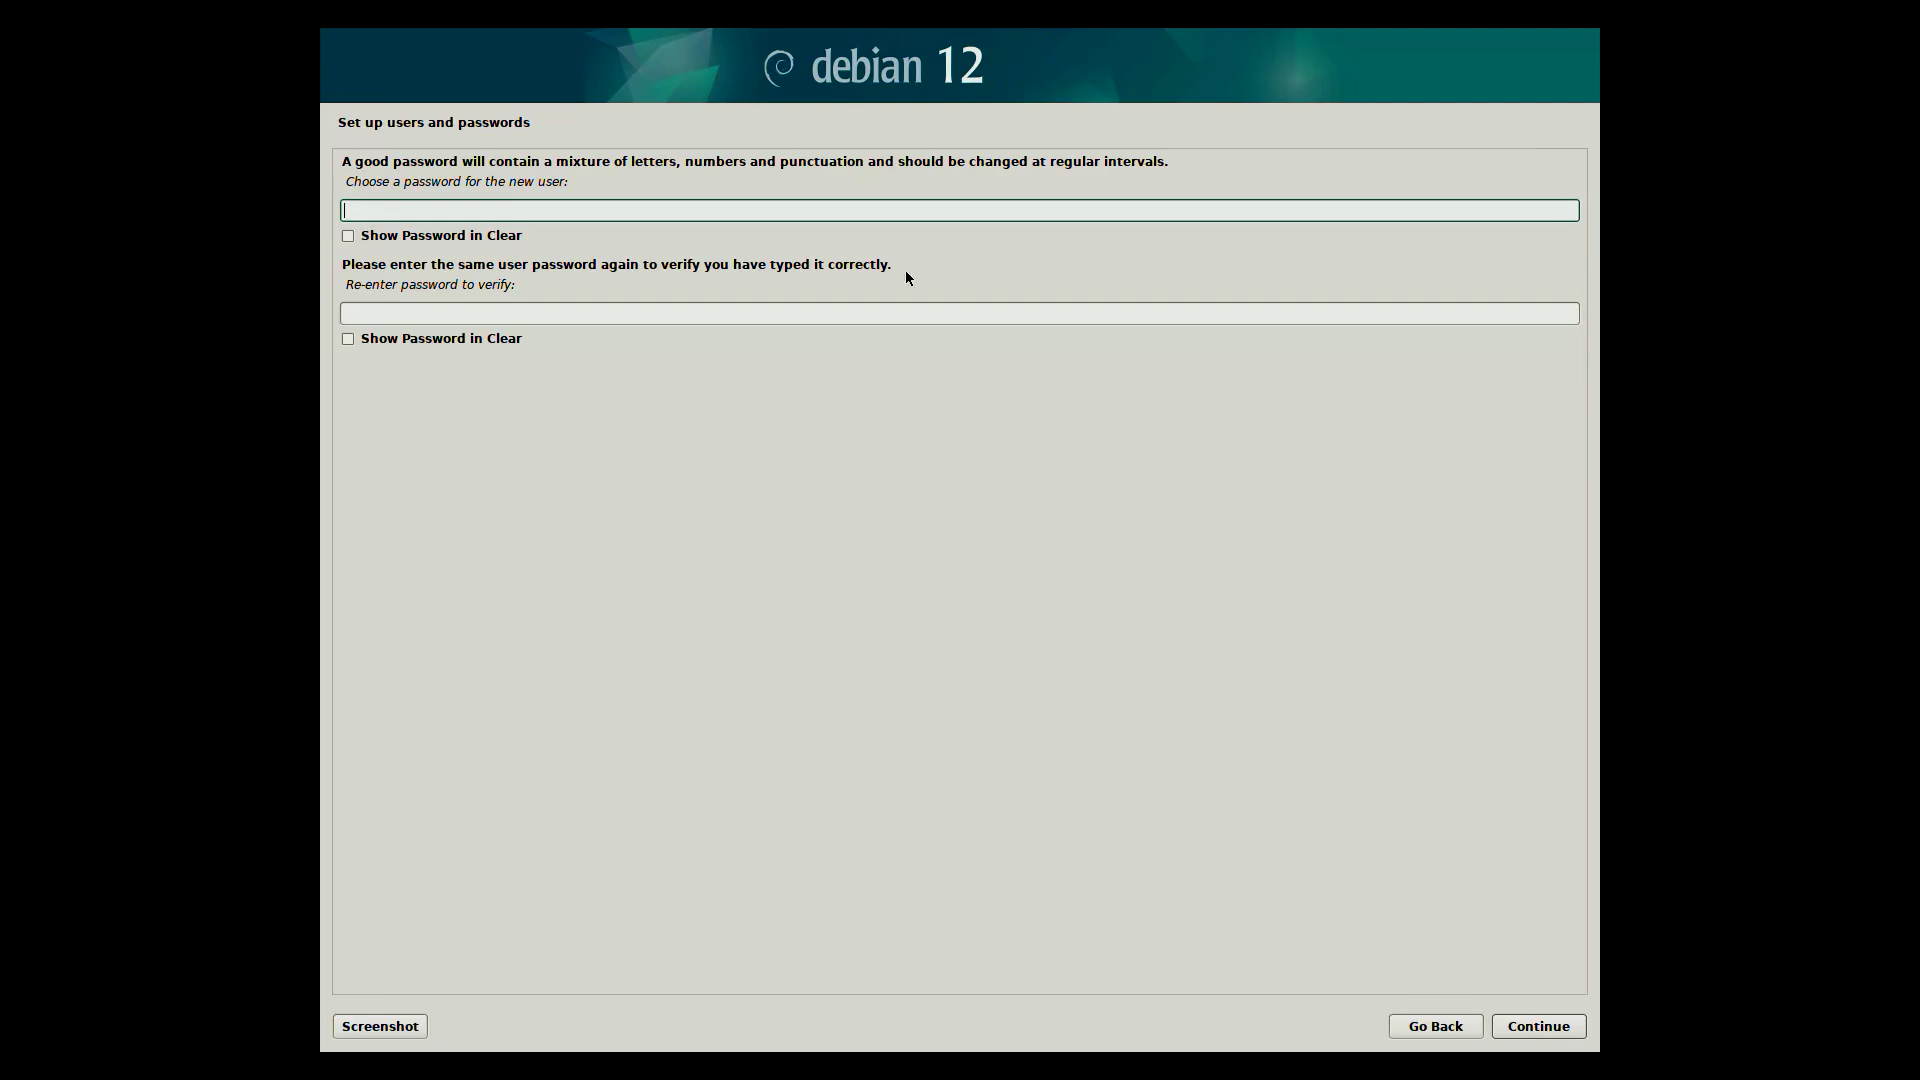 debian 12
Set up users and passwords
A good password will contain a mixture of letters, numbers and punctuation and should be changed at regular intervals.
Choose a password for the new user:
Show Password in Clear
Please enter the same user password again to verify you have typed it correctly.
Re-enter password to verify:
Show Password in Clear
Screenshot
Go Back
Continue